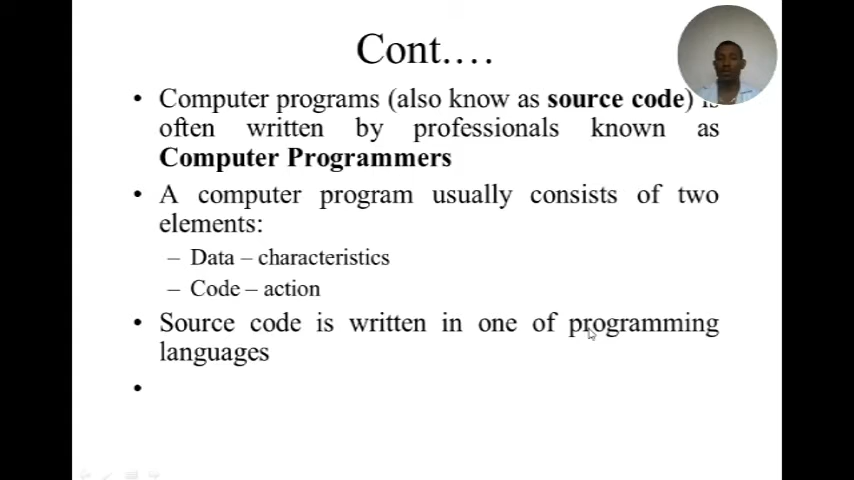 Cont.…
• Computer programs (also know as source code) is
often written by professionals known as
Computer Programmers
• A computer program usually consists of two
elements:
– Data – characteristics
– Code – action
• Source code is written in one of programming
languages
•